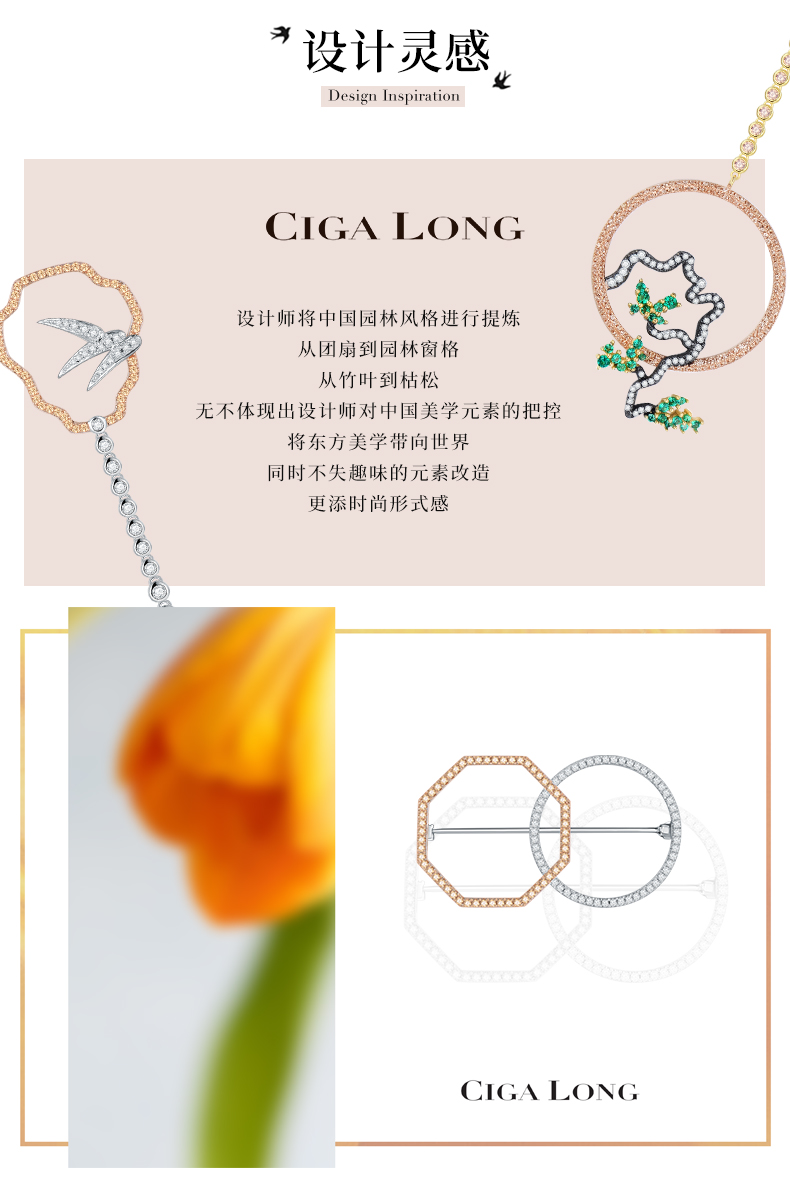 设计灵感
Design Inspiration
CIGA LONG
设计师将中国园林风格进行提炼
从团扇到园林窗格
从竹叶到枯松
无不体现出设计师对中国美学元素的把控
将东方美学带向世界
同时不失趣味的元素改造
更添时尚形式感
CIGA LONG